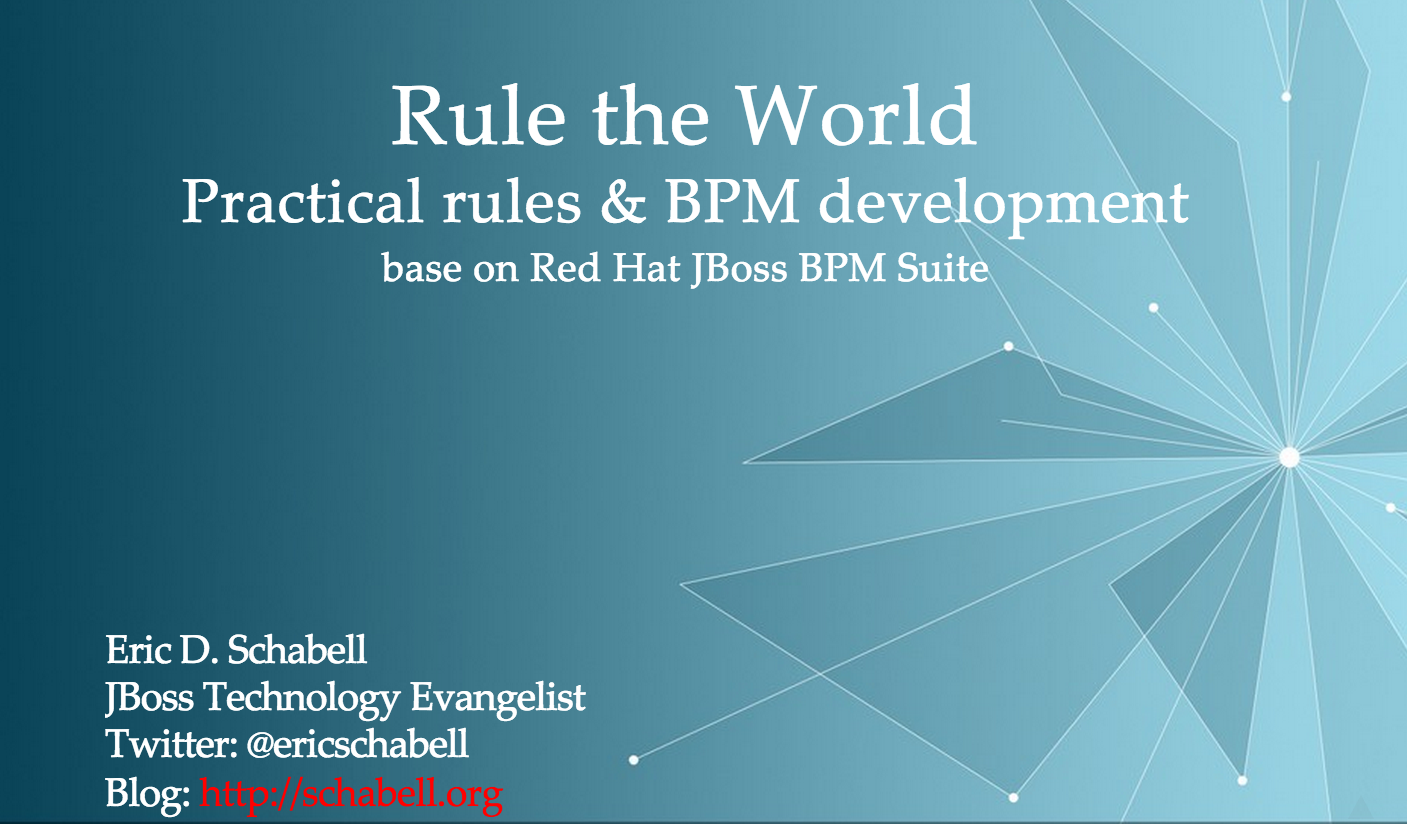 Rule the World
Practical rules & BPM development
base on Red Hat JBoss BPM Suite
Eric D. Schabell
JBoss Technology Evangelist
Twitter: @ericschabell
Blog: http://schabell.org